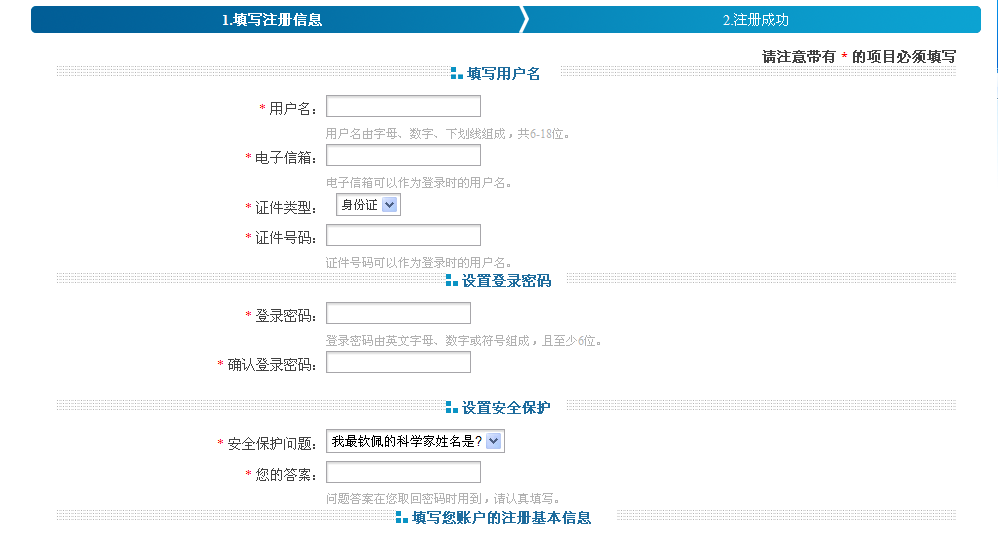 1.填写注册信息
2.注册成功
请注意带有 * 的项目必须填写
填写用户名
* 用户名：
用户名由字母、数字、下划线组成，共6-18位。
* 电子信箱：
电子信箱可以作为登录时的用户名。
* 证件类型： 身份证
* 证件号码：
证件号码可以作为登录时的用户名。
设置登录密码
* 登录密码：
登录密码由英文字母、数字或符号组成，且至少6位。
* 确认登录密码：
设置安全保护
* 安全保护问题： 我最钦佩的科学家姓名是?
* 您的答案：
问题答案在您取回密码时用到，请认真填写。
填写您账户的注册基本信息